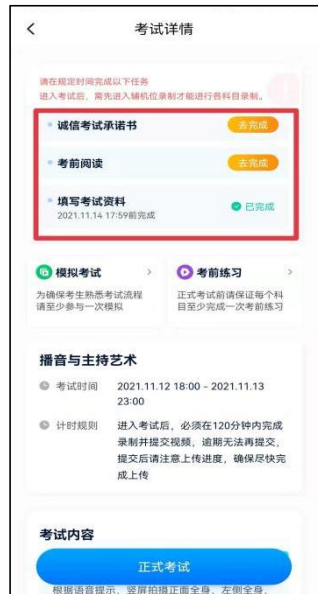 考试详情
请在规定时间完成以下任务
进入考试后，需先进入辅机位录制才能进行各科目录制。
诚信考试承诺书
去完成
考前阅读
去完成
填写考试资料
已完成
2021.11.14 17:59前完成
模拟考试
考前练习
为确保考生熟悉考试流程
请至少参与一次模拟
正式考试前请保证每个科
目至少完成一次考前练习
播音与主持艺术
考试时间 2021.11.12 18:00 - 2021.11.13
23:00
计时规则 进入考试后，必须在120分钟内完成
录制并提交视频，逾期无法再提交，
提交后请注意上传进度，确保尽快完
成上传
考试内容
正式考试
根据语音提示，竖屏拍摄正面全身、左侧全身、